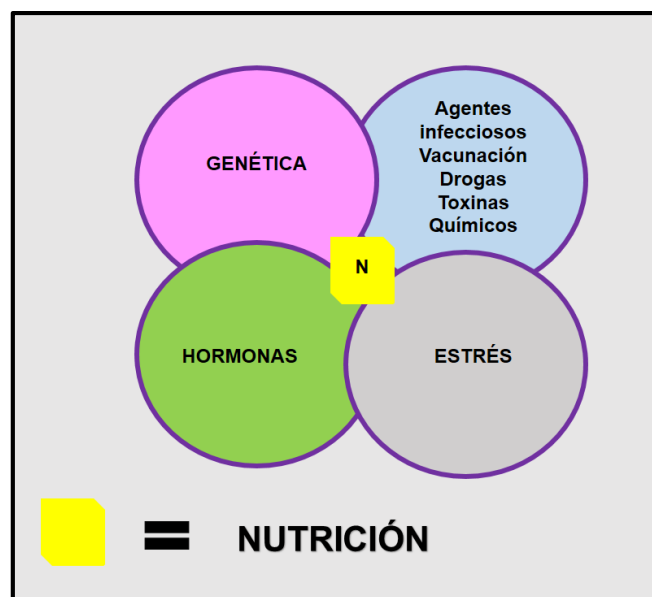 GENÉTICA
Agentes
infecciosos
Vacunación
Drogas
Toxinas
Químicos
N
HORMONAS
ESTRÉS
= NUTRICIÓN